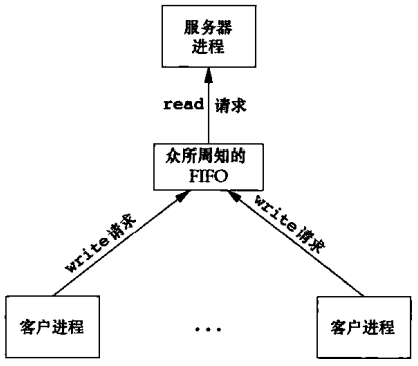 服务器
进程
read 请求
众所周知的
FIFO
write 请求
write 请求
客户进程
...
客户进程